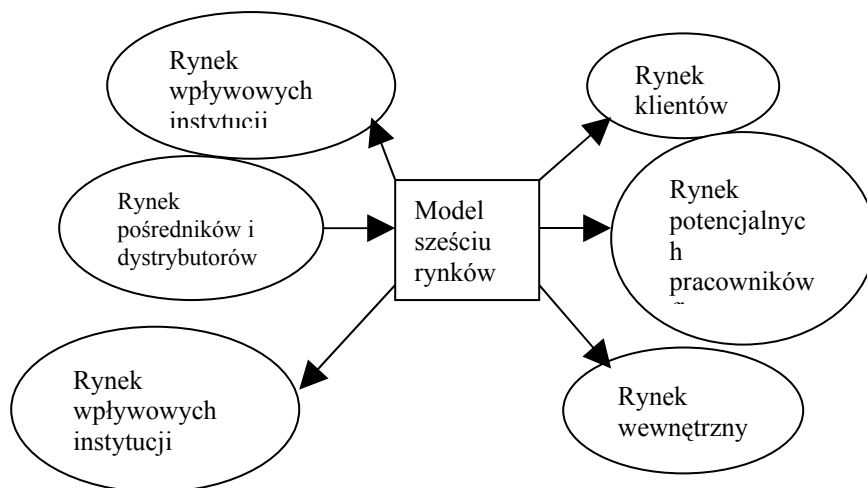 Rynek
wpływowych
instytucji
Rynek
klientów
Rynek
pośredników i
dystrybutorów
Model
sześciu
rynków
Rynek
potencjalnyc
h
pracowników
Rynek
wpływowych
instytucji
Rynek
wewnętrzny